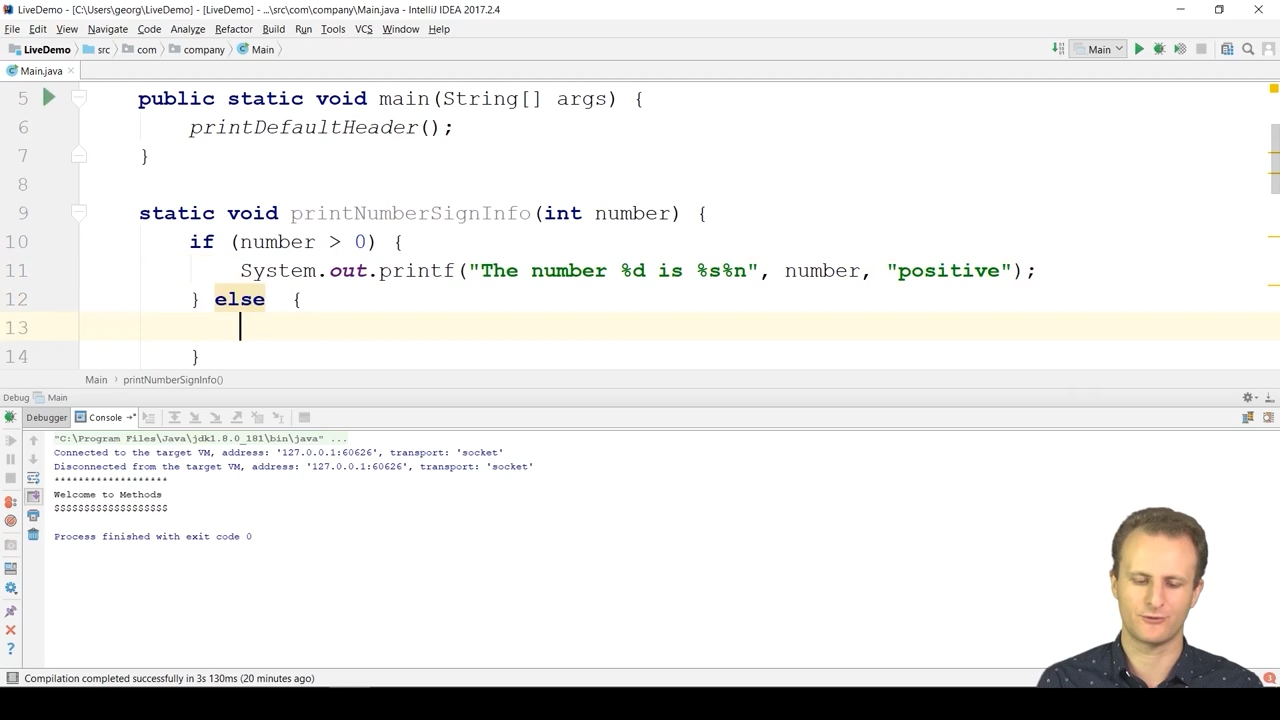 LiveDemo - [C:\Users\georg\LiveDemo] - [LiveDemo] - ...\src\com\company\Main.java - IntelliJ IDEA 2017.2.4
File Edit View Navigate Code Analyze Refactor Build Run Tools VCS Window Help
LiveDemo src com company Main Main
Main.java
5 public static void main(String[] args) {
6 printDefaultHeader();
7 }
8
9 static void printNumberSignInfo(int number) {
10 if (number > 0) {
11 System.out.printf("The number %d is %s%n", number, "positive");
12 } else {
13
14 }
Main printNumberSignInfo()
Debug Main
Debugger Console
"C:\Program Files\Java\jdk1.8.0_181\bin\java" ...
Connected to the target VM, address: '127.0.0.1:60626', transport: 'socket'
Disconnected from the target VM, address: '127.0.0.1:60626', transport: 'socket'
*******************
Welcome to Methods
$$$$$$$$$$$$$$$$$$$
Process finished with exit code 0
Compilation completed successfully in 3s 130ms (20 minutes ago)